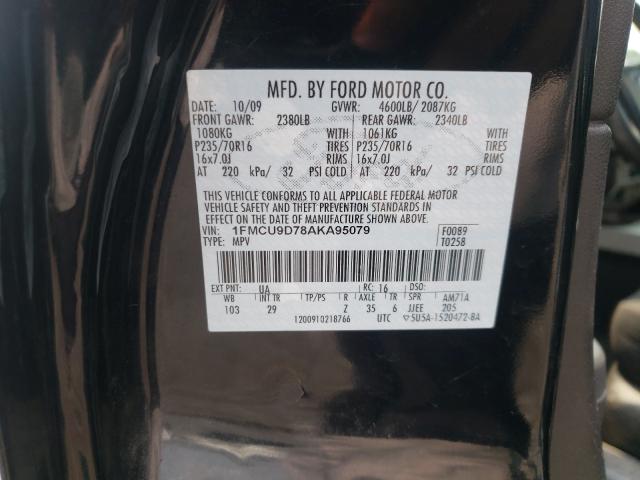 MFD. BY FORD MOTOR CO.
DATE: 10/09 GVWR: 4600LB/ 2087KG
FRONT GAWR: 2380LB REAR GAWR: 2340LB
1080KG WITH 1061KG WITH
P235/70R16 TIRES P235/70R16 TIRES
16x7.0J RIMS 16x7.0J RIMS
AT 220 kPa/ 32 PSI COLD AT 220 kPa/ 32 PSI COLD
THIS VEHICLE CONFORMS TO ALL APPLICABLE FEDERAL MOTOR
VEHICLE SAFETY AND THEFT PREVENTION STANDARDS IN
EFFECT ON THE DATE OF MANUFACTURE SHOWN ABOVE.
VIN: 1FMCU9D78AKA95079 F0089
TYPE: MPV T0258
EXT PNT: UA RC: 16 DSO:
WB INT TR TP/PS R AXLE TR SPR AM71A
103 29 Z 35 6 JJEE 205
1200910218766 UTC 5U5A-1520472-BA